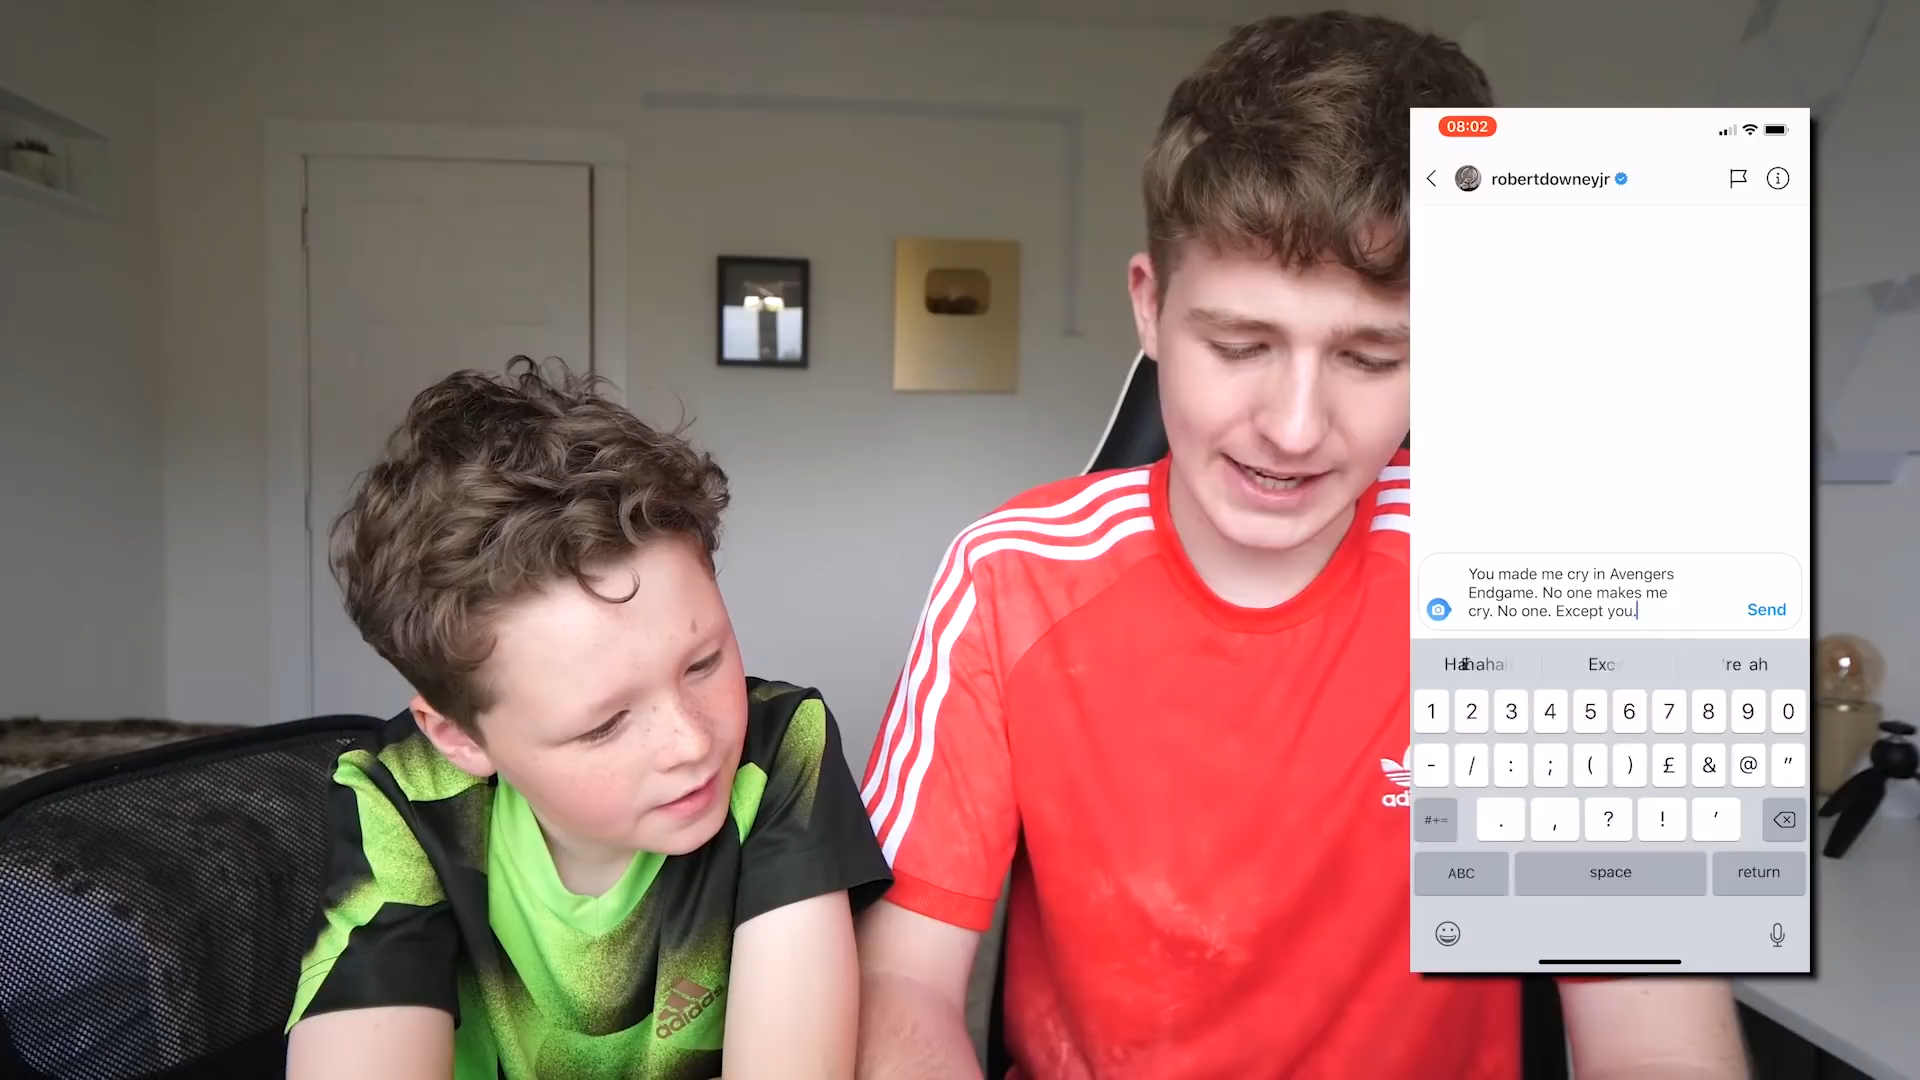 08:02
robertdowneyjr
You made me cry in Avengers
Endgame. No one makes me
cry. No one. Except you.
Send
1 2 3 4 5 6 7 8 9 0
- / : ; ( ) £ & @ "
#+= . , ? ! '
ABC space return
adidas